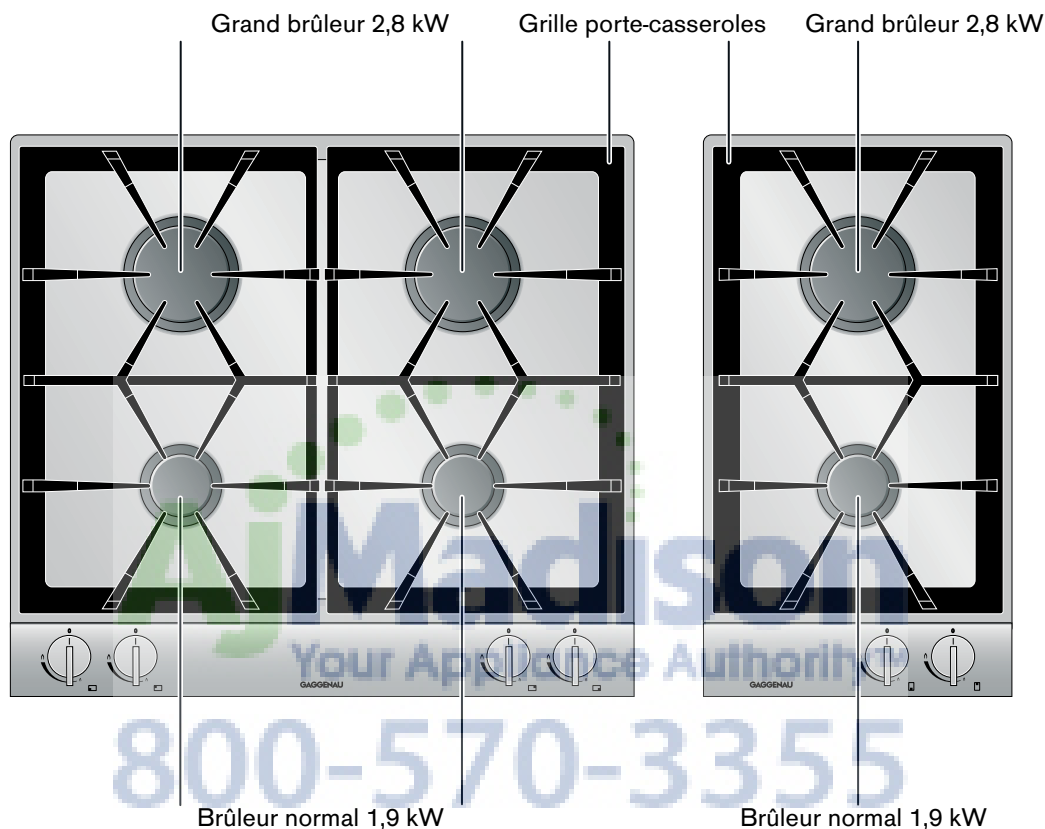 Grand brûleur 2,8 kW
Grille porte-casseroles
Grand brûleur 2,8 kW
GAGGENAU
GAGGENAU
AjMadison
Your Appliance Authority™
800-570-3355
Brûleur normal 1,9 kW
Brûleur normal 1,9 kW